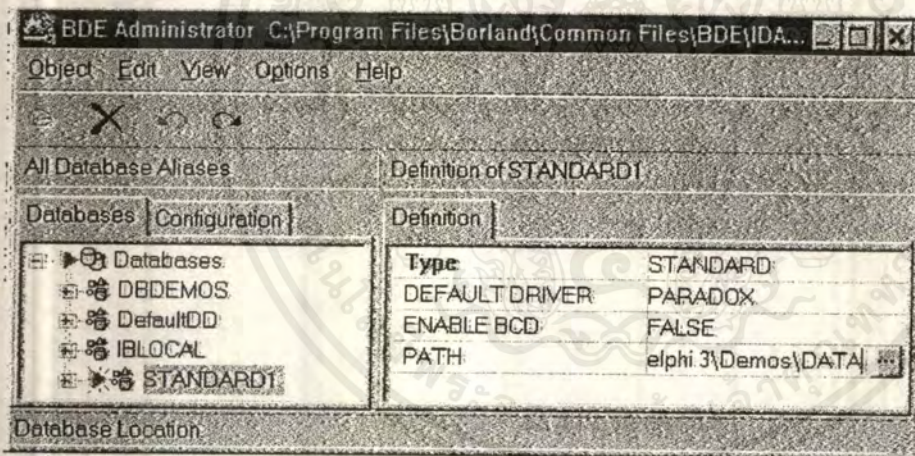 BDE Administrator C:\Program Files\Borland\Common Files\BDE\IDA...
Object Edit View Options Help
All Database Aliases
Definition of STANDARD1
Databases Configuration
Definition
Databases
DBDEMOS
DefaultDD
IBLOCAL
STANDARD1
Type STANDARD
DEFAULT DRIVER PARADOX
ENABLE BCD FALSE
PATH elphi 3\Demos\DATA ...
Database Location